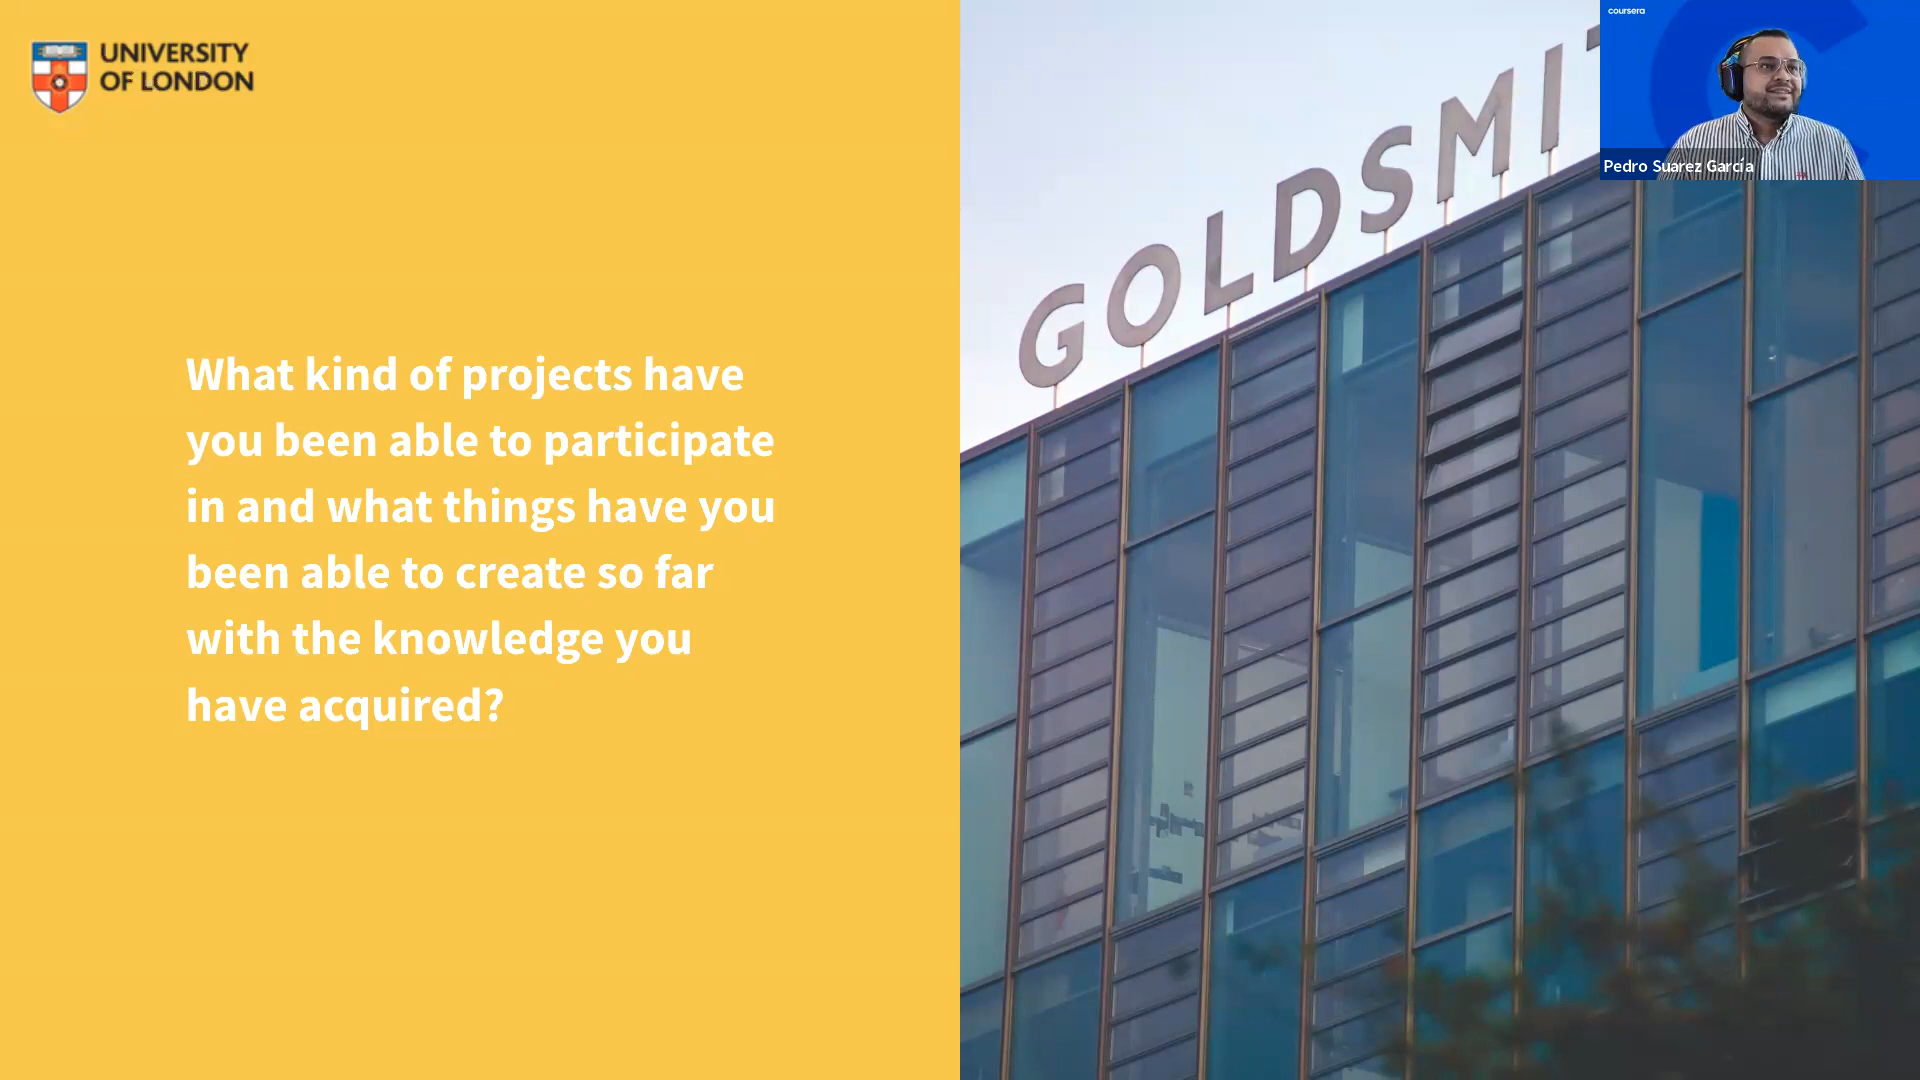 UNIVERSITY
OF LONDON
What kind of projects have
you been able to participate
in and what things have you
been able to create so far
with the knowledge you
have acquired?
GOLDSMIT
coursera
Pedro Suarez García